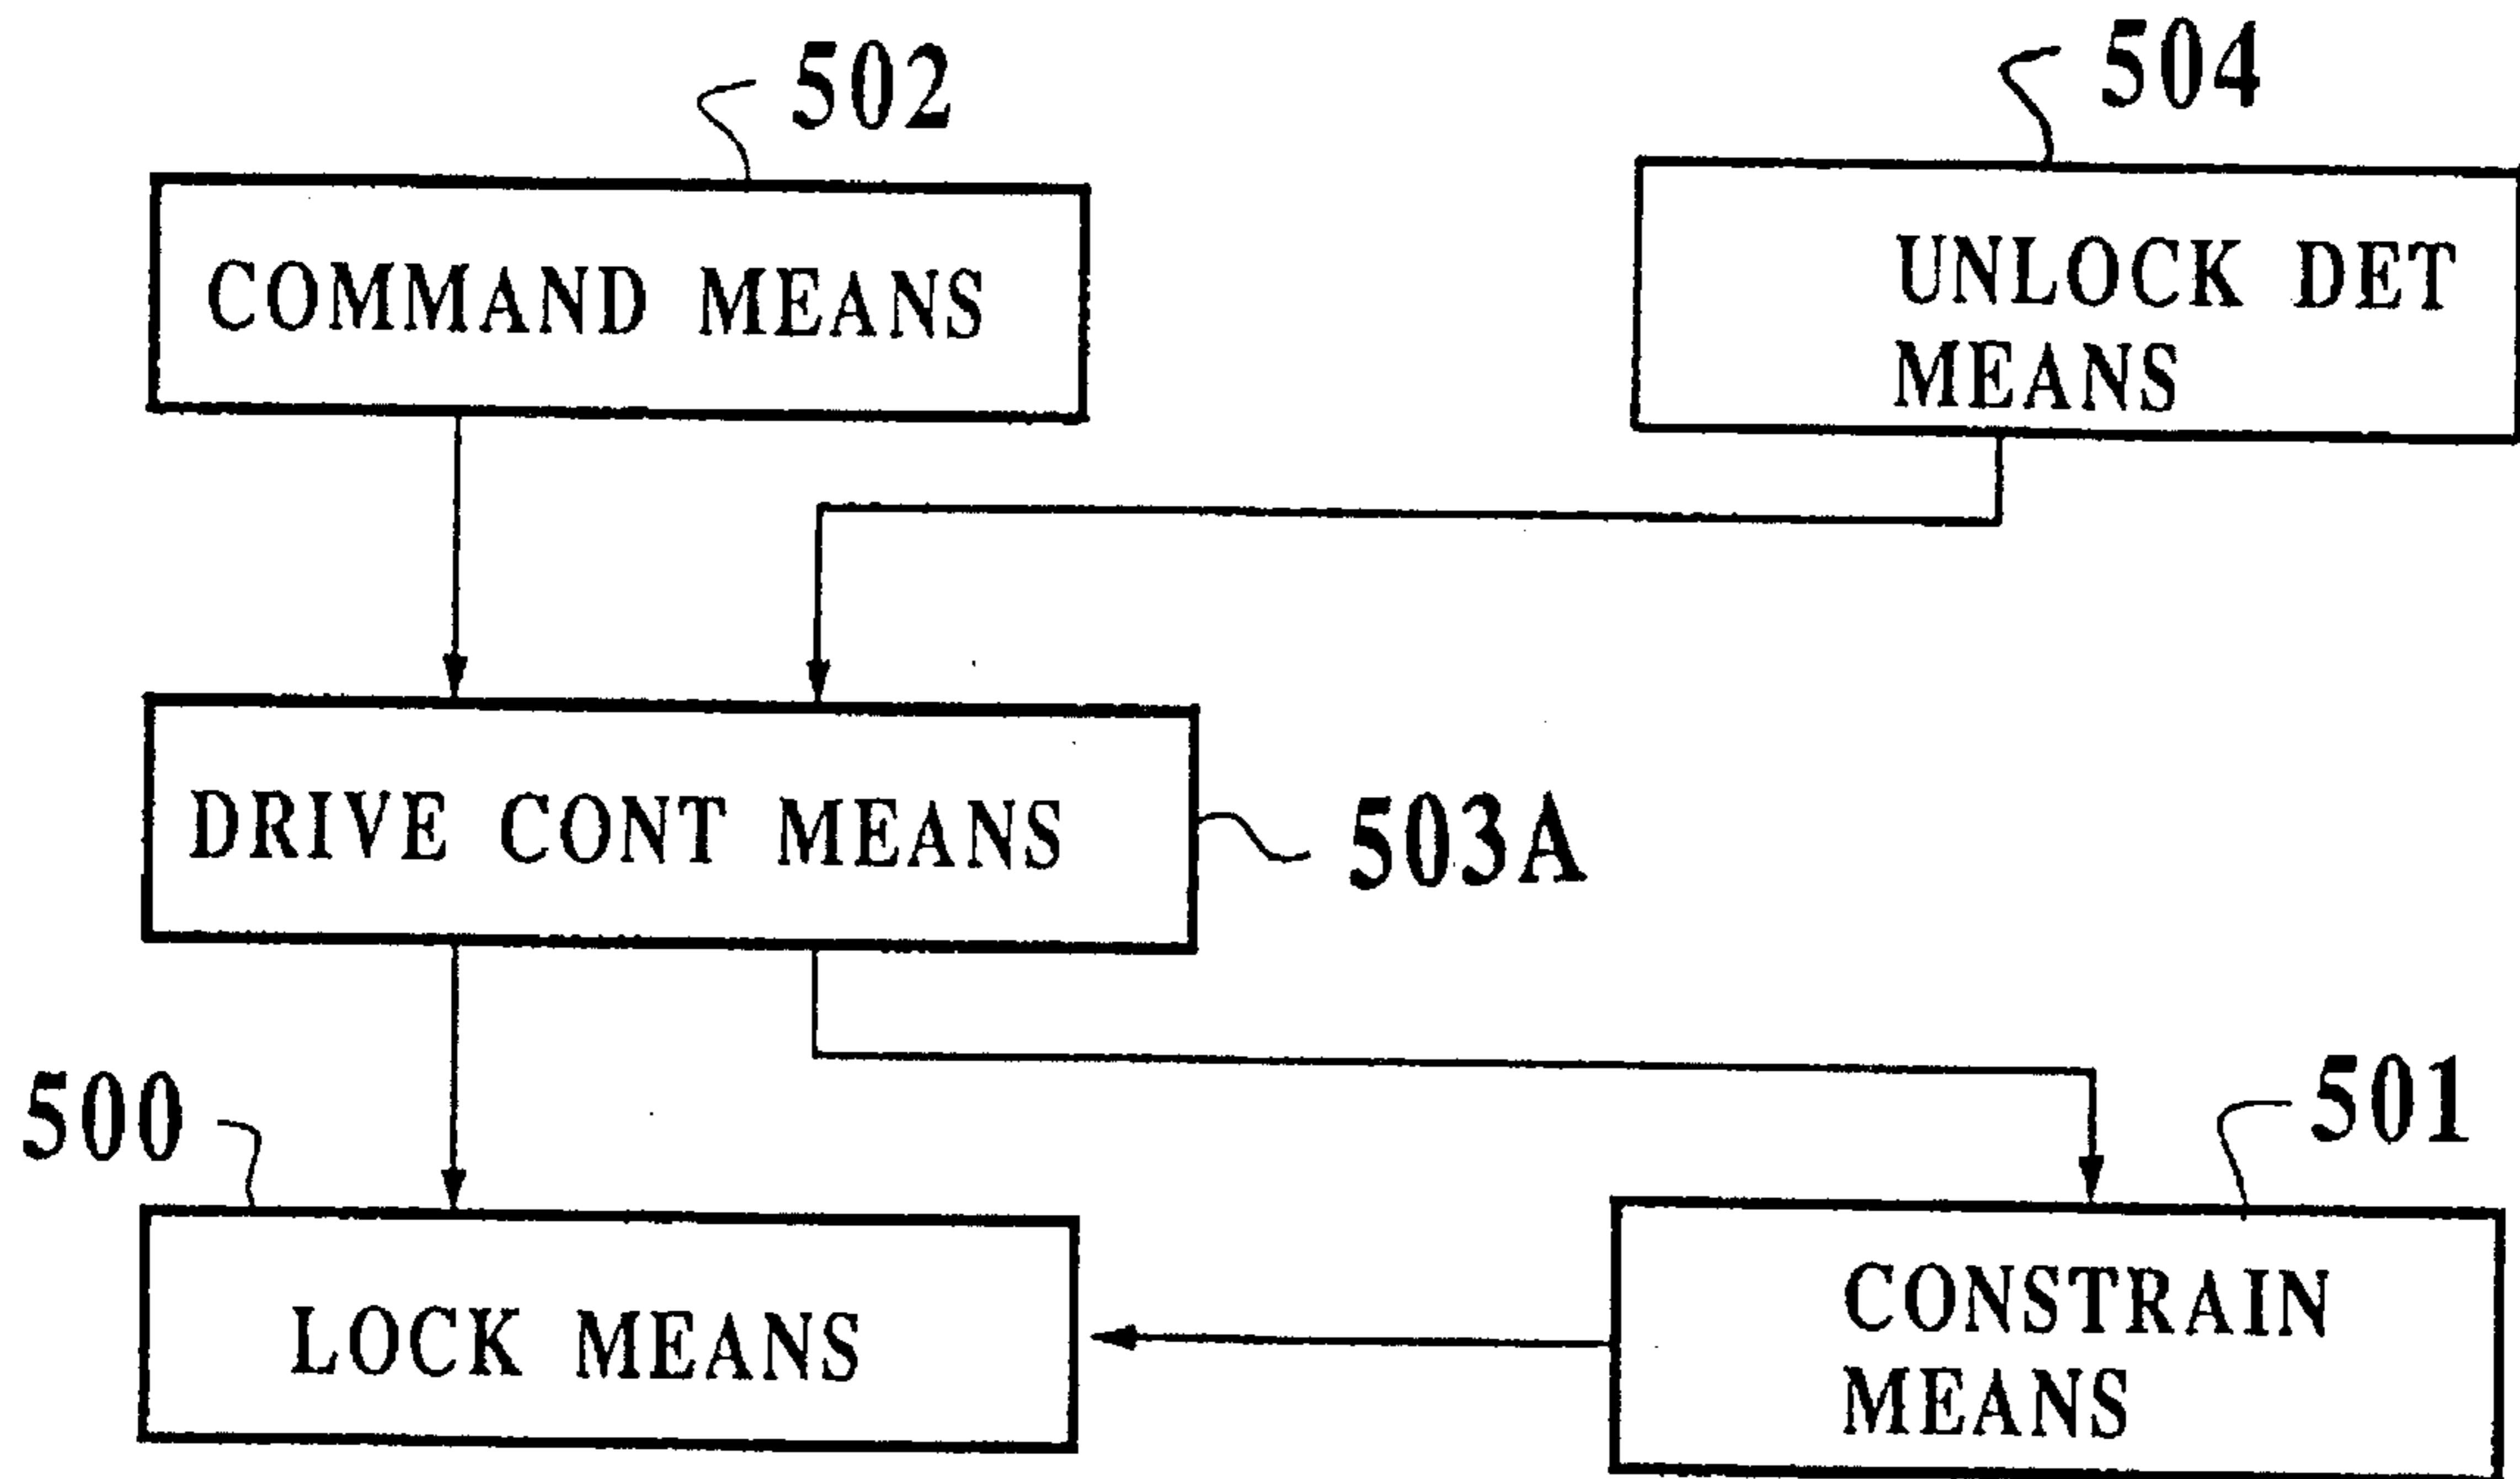 502
504
COMMAND MEANS
UNLOCK DET
MEANS
DRIVE CONT MEANS
503A
500
501
LOCK MEANS
CONSTRAIN
MEANS